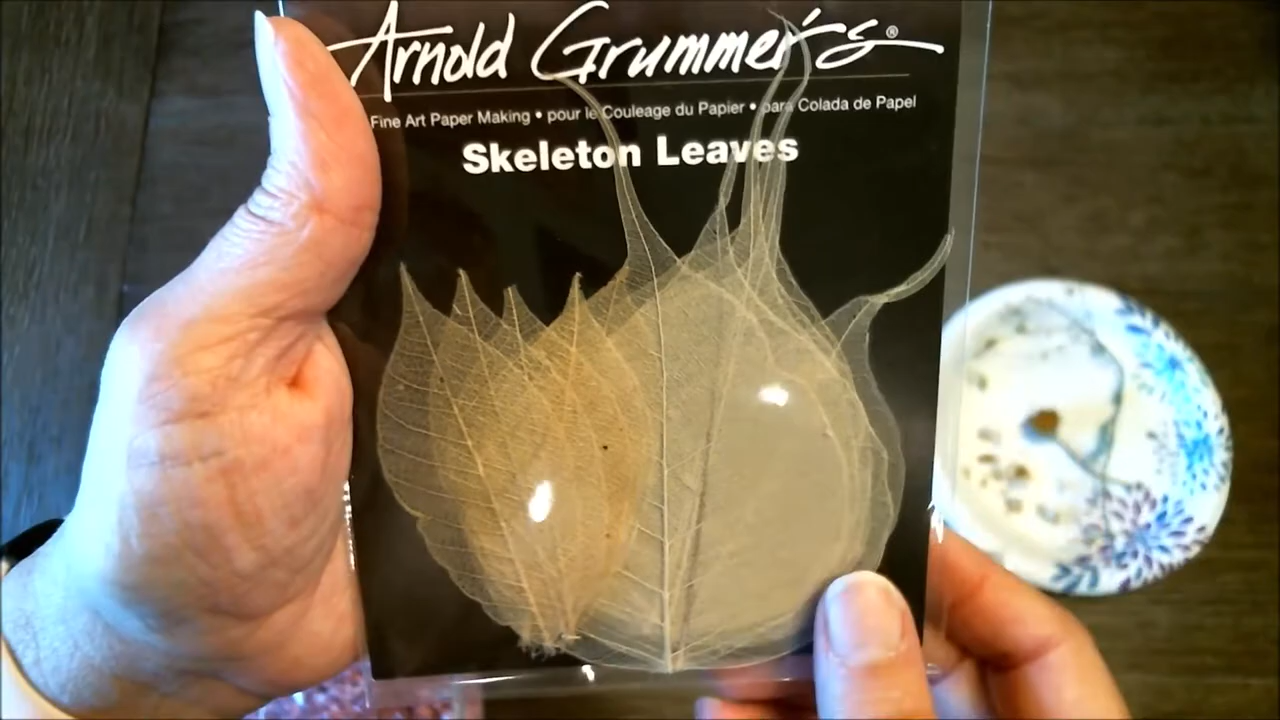 Arnold Grummer's®
Fine Art Paper Making • pour le Couleage du Papier • para Colada de Papel
Skeleton Leaves